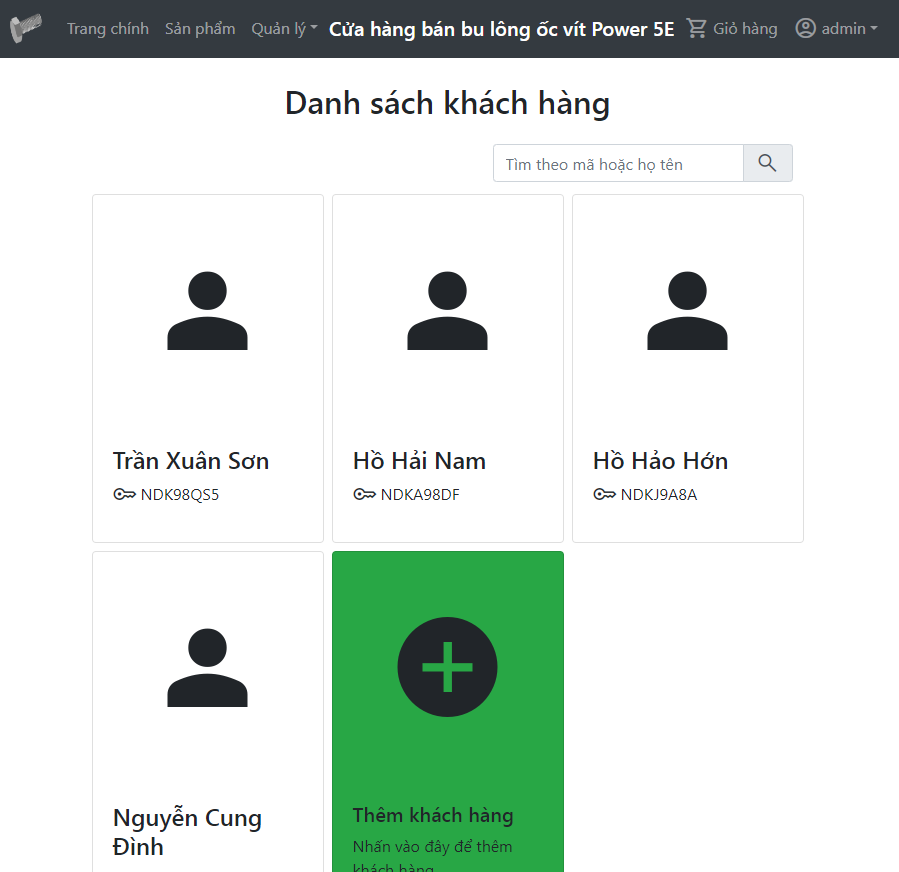 Trang chính Sản phẩm Quản lý Cửa hàng bán bu lông ốc vít Power 5E Giỏ hàng admin
Danh sách khách hàng
Tìm theo mã hoặc họ tên
Trần Xuân Sơn
NDK98QS5
Hồ Hải Nam
NDKA98DF
Hồ Hảo Hớn
NDKJ9A8A
Nguyễn Cung
Đình
Thêm khách hàng
Nhấn vào đây để thêm
khách hàng